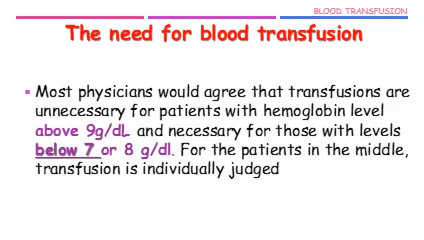 BLOOD TRANSFUSION
The need for blood transfusion
Most physicians would agree that transfusions are
unnecessary for patients with hemoglobin level
above 9g/dL and necessary for those with levels
below 7 or 8 g/dl. For the patients in the middle,
transfusion is individually judged